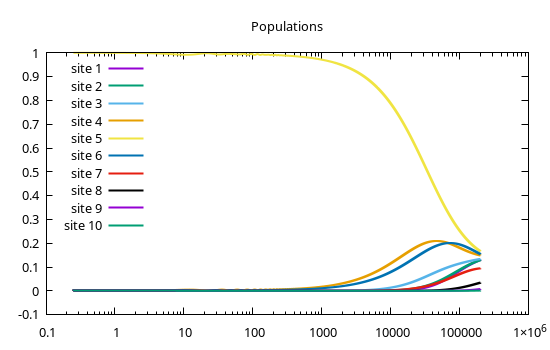 Populations
1
0.9
0.8
0.7
0.6
0.5
0.4
0.3
0.2
0.1
0
-0.1
site 1
site 2
site 3
site 4
site 5
site 6
site 7
site 8
site 9
site 10
0.1 1 10 100 1000 10000 100000 1×10⁶